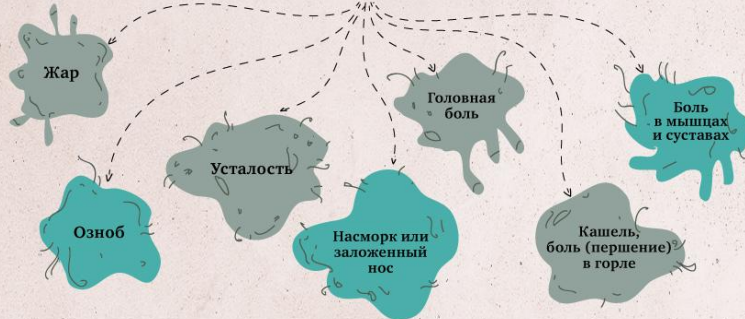 Жар
Озноб
Усталость
Насморк или
заложенный
нос
Головная
боль
Кашель,
боль (першение)
в горле
Боль
в мышцах
и суставах